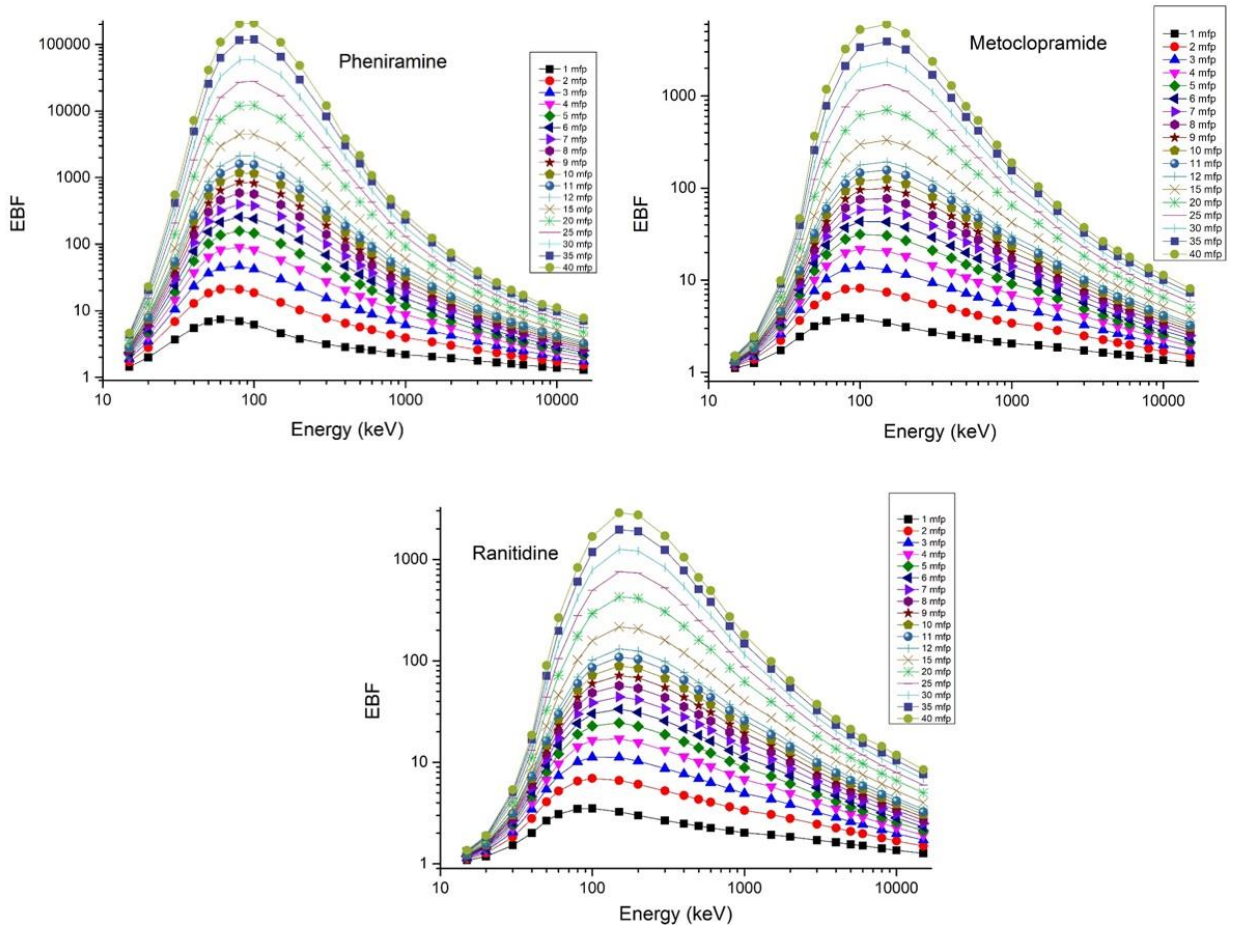 Pheniramine
EBF
100000
10000
1000
100
10
1
10 100 1000 10000
Energy (keV)
1 mfp
2 mfp
3 mfp
4 mfp
5 mfp
6 mfp
7 mfp
8 mfp
9 mfp
10 mfp
11 mfp
12 mfp
15 mfp
20 mfp
25 mfp
30 mfp
35 mfp
40 mfp
Metoclopramide
EBF
1000
100
10
1
10 100 1000 10000
Energy (keV)
1 mfp
2 mfp
3 mfp
4 mfp
5 mfp
6 mfp
7 mfp
8 mfp
9 mfp
10 mfp
11 mfp
12 mfp
15 mfp
20 mfp
25 mfp
30 mfp
35 mfp
40 mfp
Ranitidine
EBF
1000
100
10
1
10 100 1000 10000
Energy (keV)
1 mfp
2 mfp
3 mfp
4 mfp
5 mfp
6 mfp
7 mfp
8 mfp
9 mfp
10 mfp
11 mfp
12 mfp
15 mfp
20 mfp
25 mfp
30 mfp
35 mfp
40 mfp